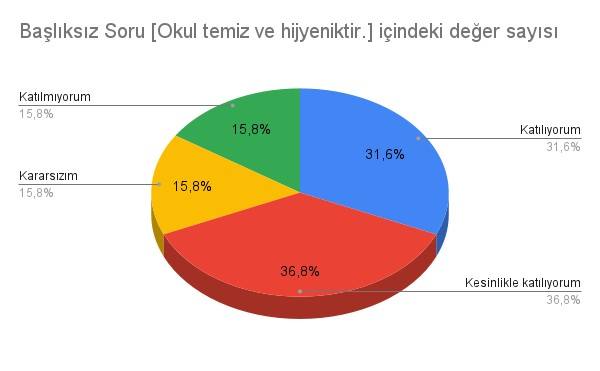 Başlıksız Soru [Okul temiz ve hijyeniktir.] içindeki değer sayısı
Katılmıyorum
15,8%
15,8%
Katılıyorum
31,6%
31,6%
Kararsızım
15,8%
15,8%
36,8%
Kesinlikle katılıyorum
36,8%